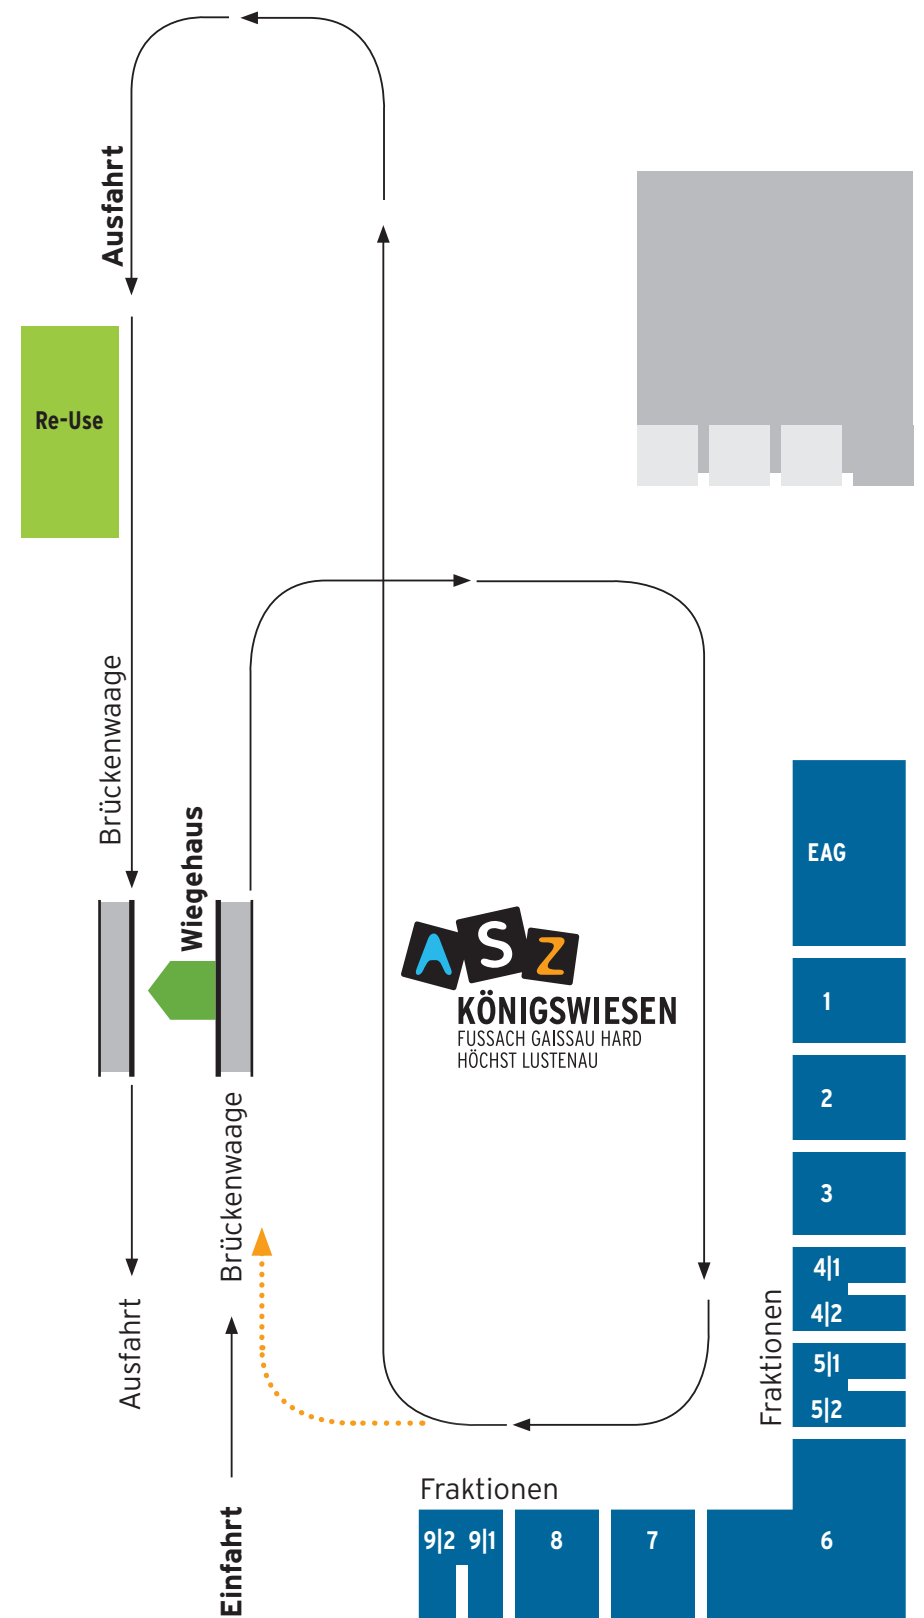 Ausfahrt
Re-Use
Brückenwaage
Wiegehaus
EAG
ASZ
KÖNIGSWIESEN
FUSSACH GAISSAU HARD
HÖCHST LUSTENAU
1
2
3
4|1
4|2
5|1
5|2
Fraktionen
Brückenwaage
Ausfahrt
Einfahrt
Fraktionen
9|2 9|1 8 7 6